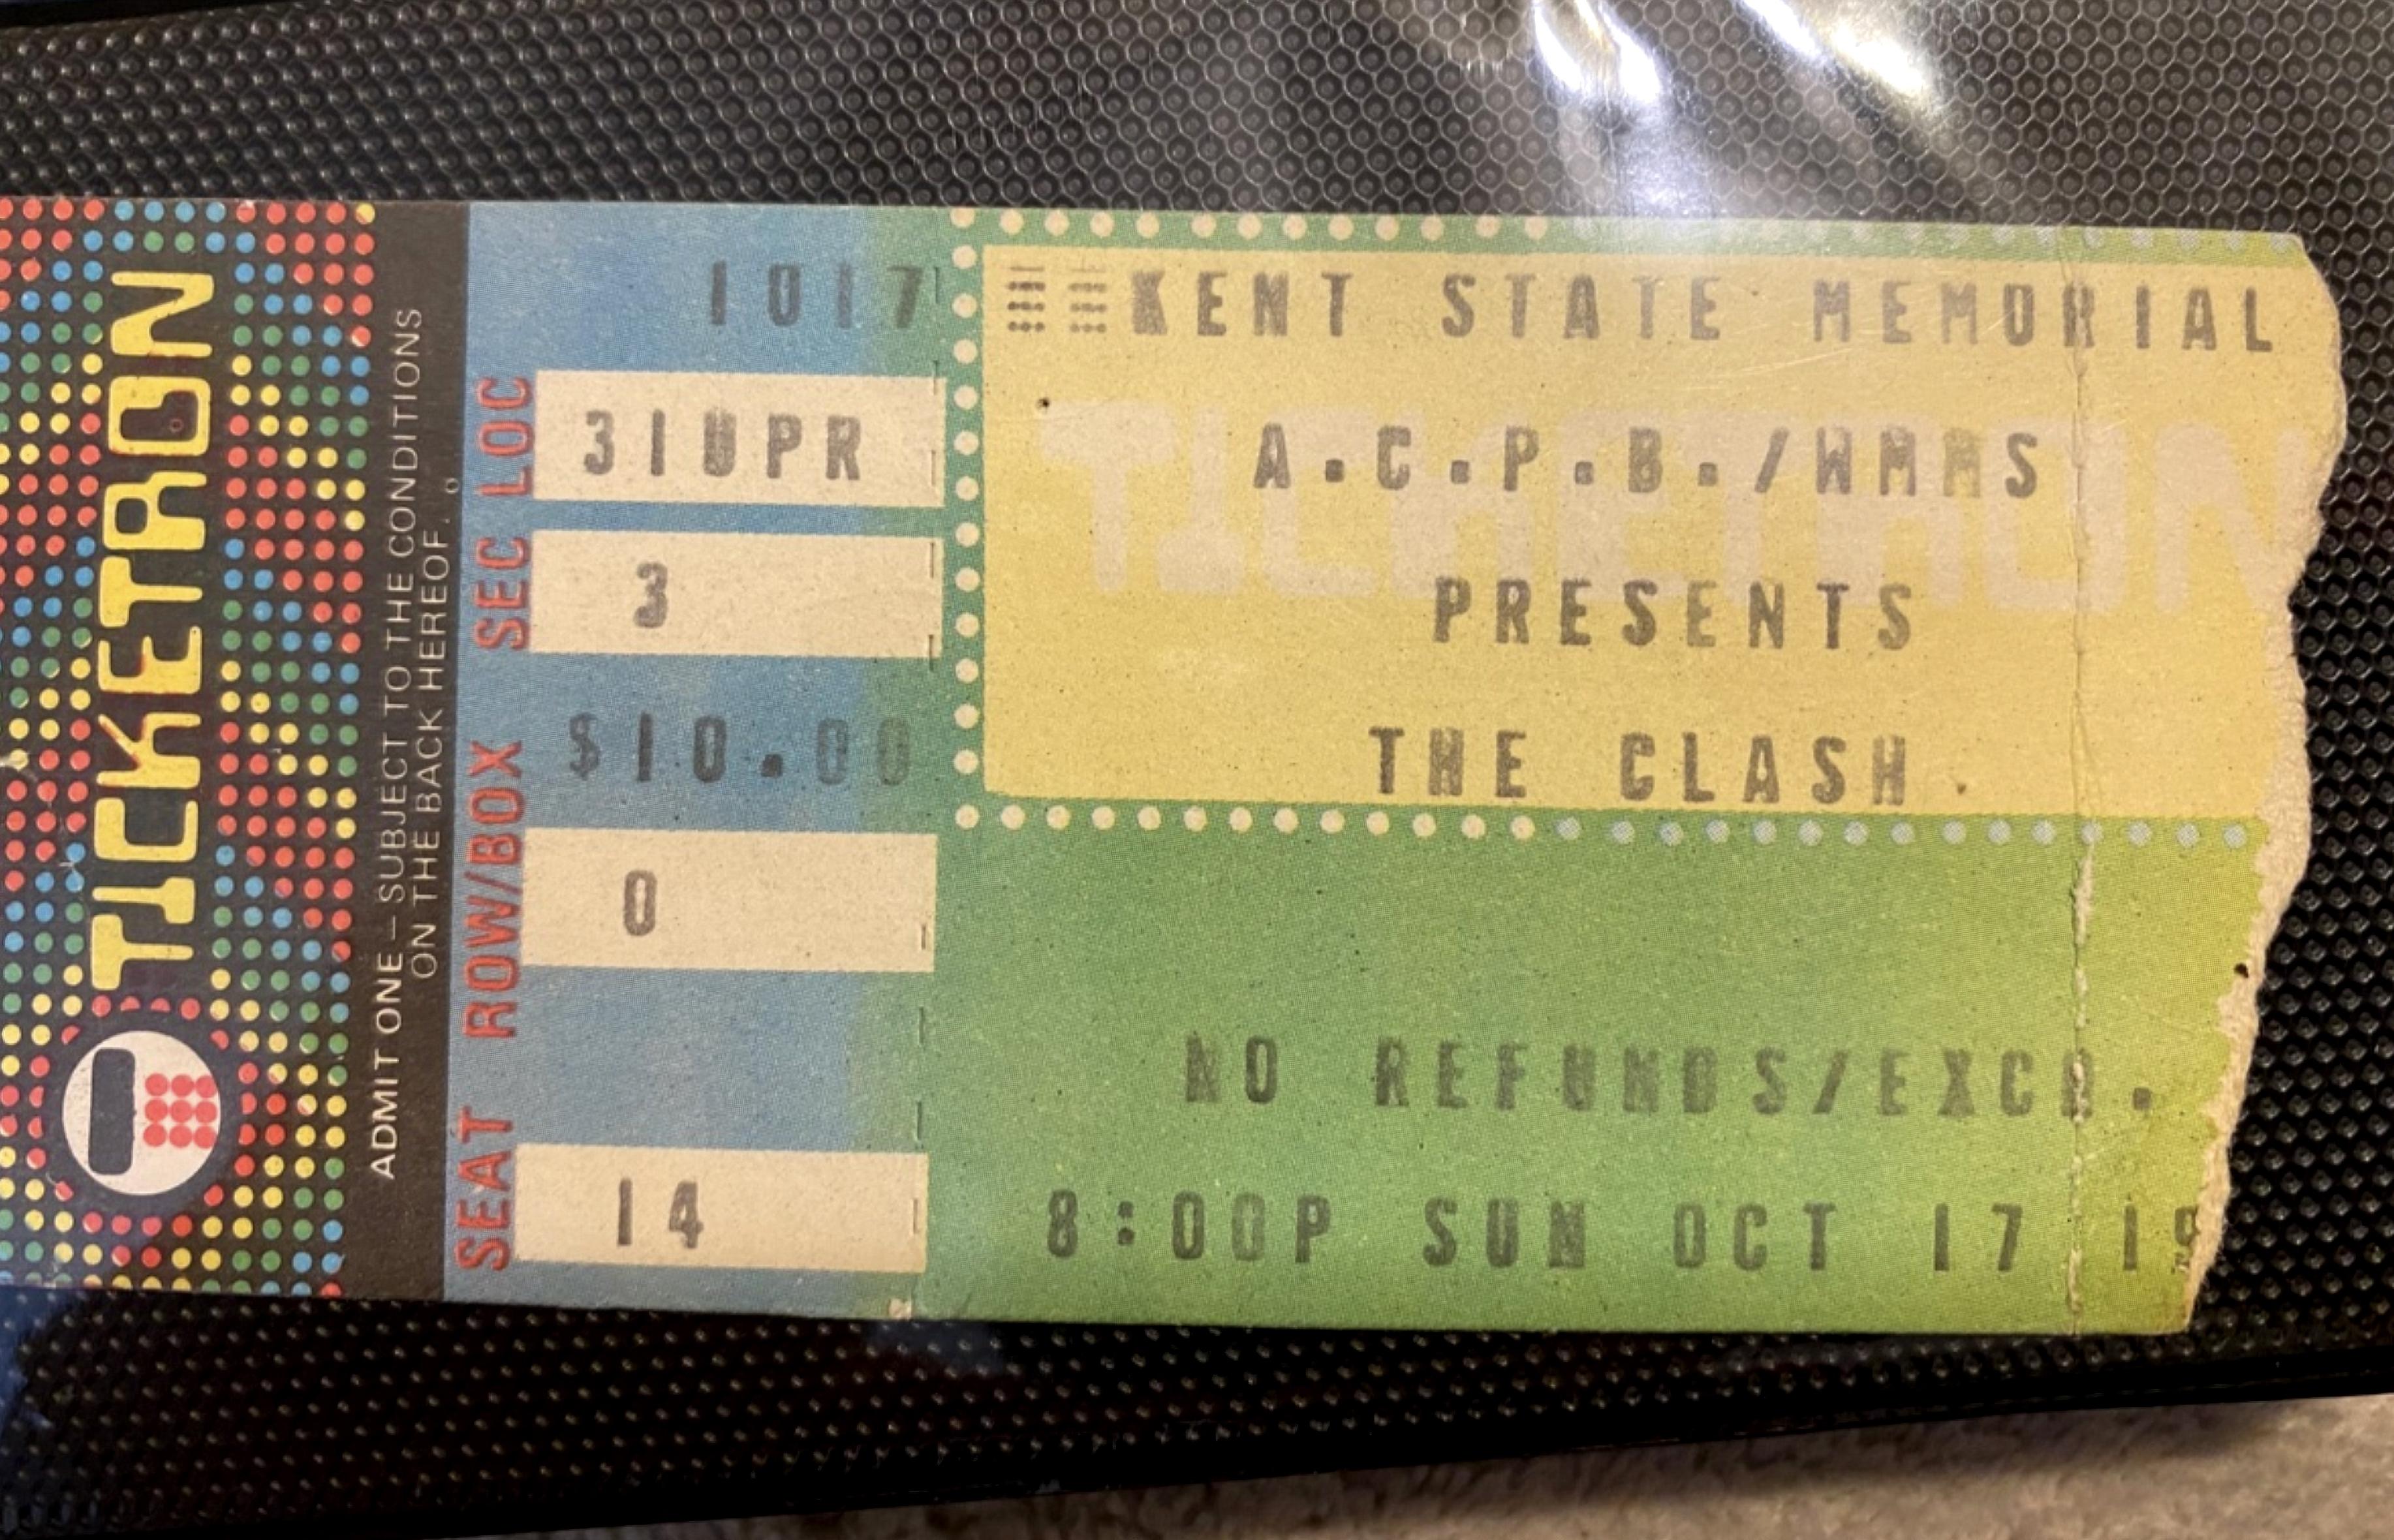 TICKETRON
ADMIT ONE – SUBJECT TO THE CONDITIONS
ON THE BACK HEREOF.
1017
LOC 31UPR
SEC 3
$10.00
ROW/BOX 0
SEAT 14
KENT STATE MEMORIAL
TICKETRON
A.C.P.B./WMMS
PRESENTS
THE CLASH
NO REFUNDS/EXCH.
8:00P SUN OCT 17 19